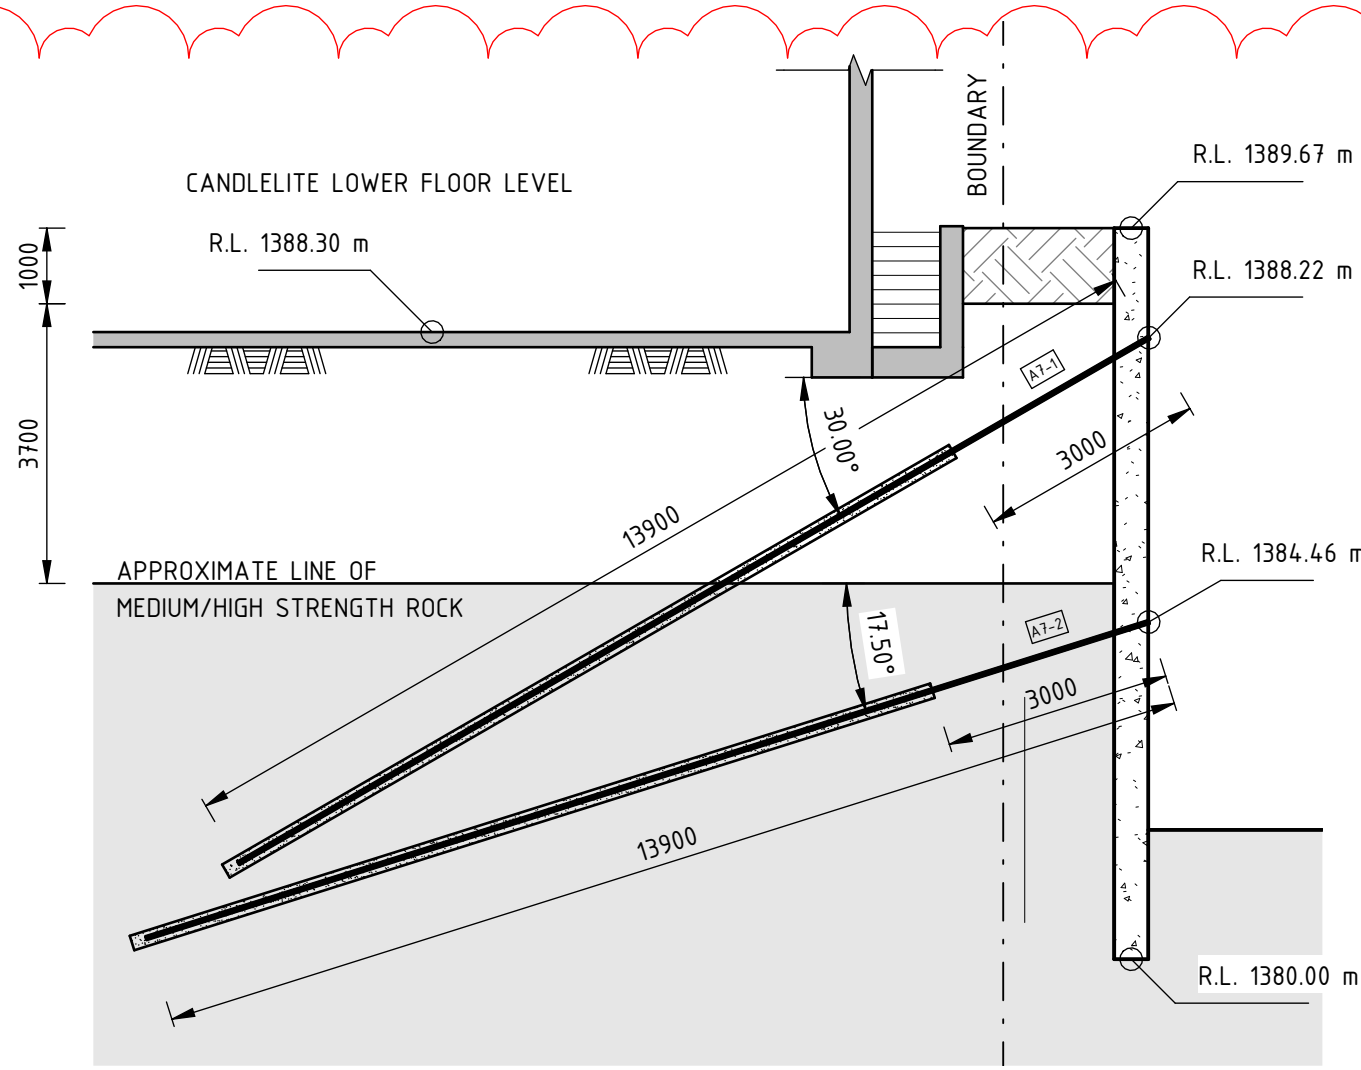 BOUNDARY
R.L. 1389.67 m
CANDLELITE LOWER FLOOR LEVEL
R.L. 1388.30 m
1000
R.L. 1388.22 m
A7-1
3700
30.00°
3000
13900
R.L. 1384.46 m
APPROXIMATE LINE OF
MEDIUM/HIGH STRENGTH ROCK
A7-2
17.50°
3000
13900
R.L. 1380.00 m